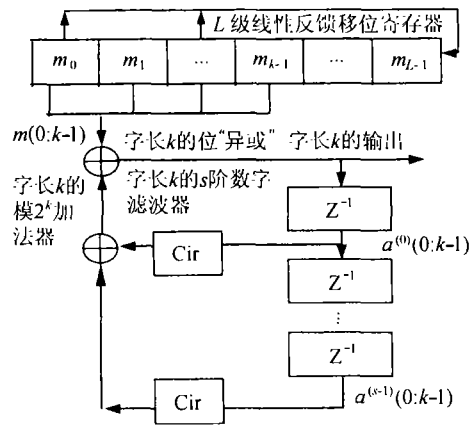 L 级线性反馈移位寄存器
m₀ m₁ ... mₖ₋₁ ... m_L₋₁
m(0:k-1)
字长k的位“异或” 字长k的输出
字长k的
模2ᵏ加
法器
字长k的s阶数字
滤波器
Z⁻¹
Cir
a⁽⁰⁾(0:k-1)
Z⁻¹
⋮
Z⁻¹
Cir
a⁽ˢ⁻¹⁾(0:k-1)